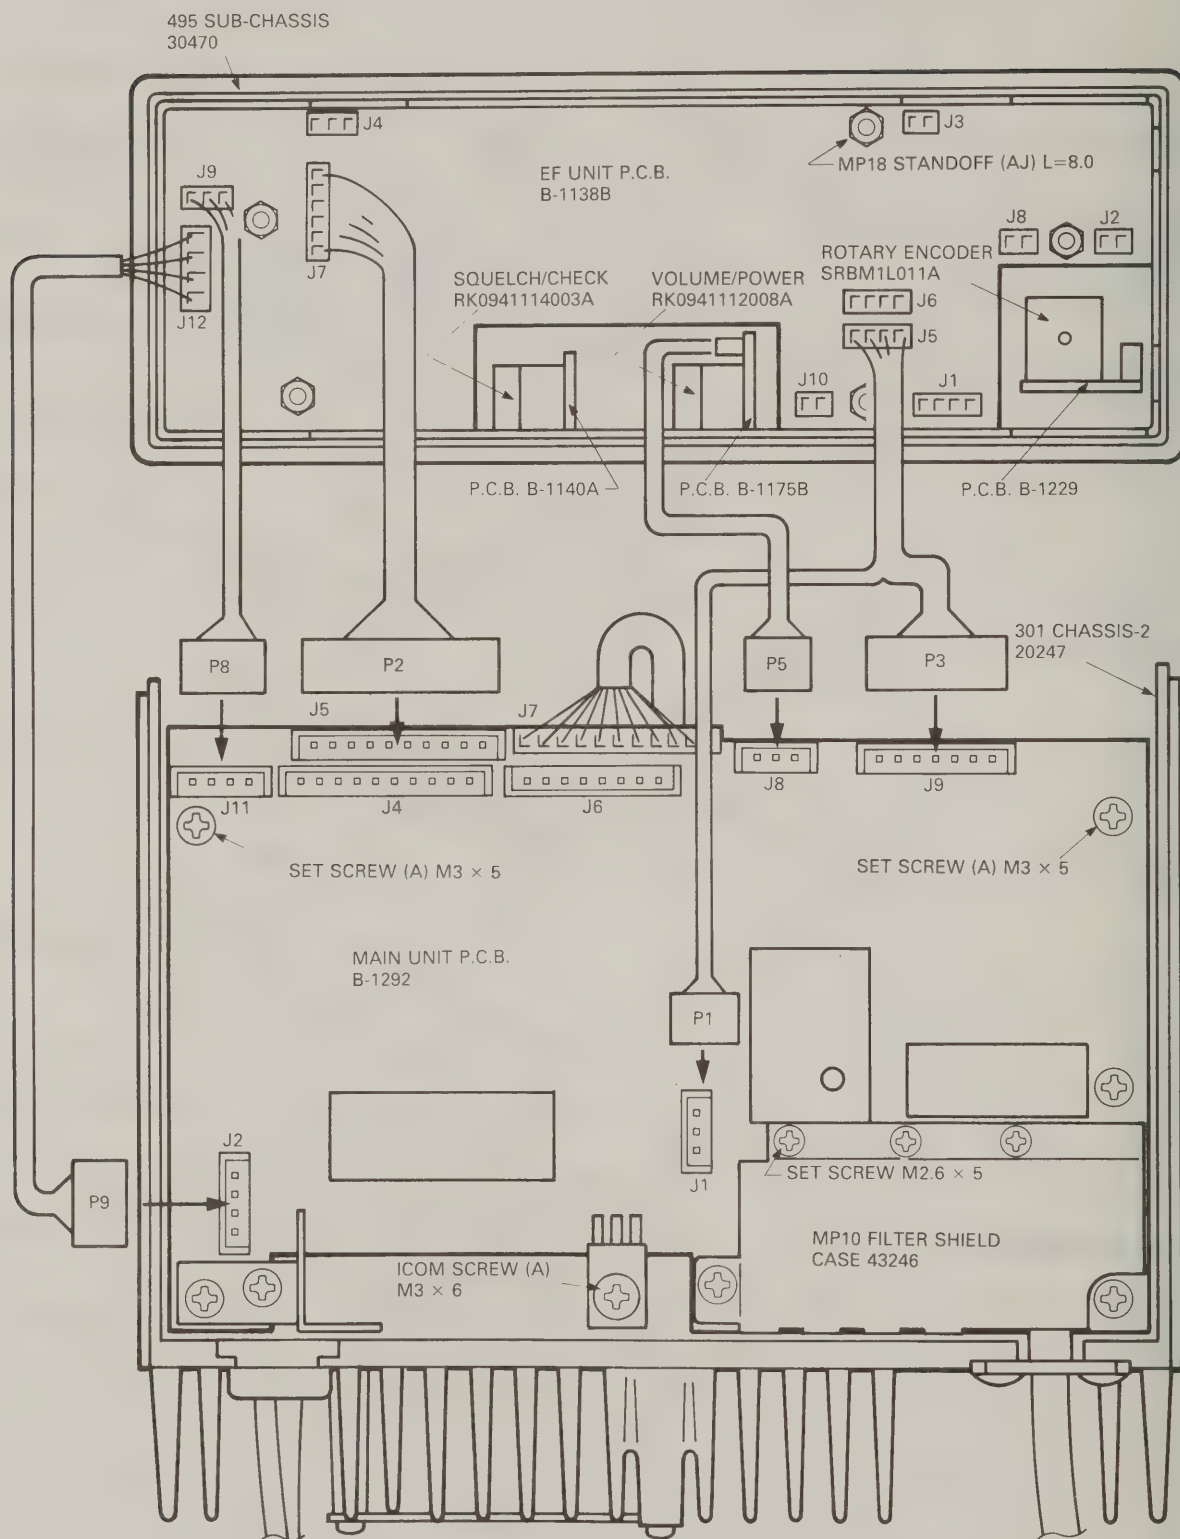 495 SUB-CHASSIS
30470
J4
J3
MP18 STANDOFF (AJ) L=8.0
EF UNIT P.C.B.
B-1138B
J9
J8
J2
ROTARY ENCODER
SRBM1L011A
J7
SQUELCH/CHECK
RK0941114003A
VOLUME/POWER
RK0941112008A
J6
J12
J5
J10
J1
P.C.B. B-1140A
P.C.B. B-1175B
P.C.B. B-1229
301 CHASSIS-2
20247
P8
P2
P5
P3
J5
J7
J11
J4
J6
J8
J9
SET SCREW (A) M3 × 5
SET SCREW (A) M3 × 5
MAIN UNIT P.C.B.
B-1292
P1
J2
J1
SET SCREW M2.6 × 5
P9
MP10 FILTER SHIELD
CASE 43246
ICOM SCREW (A)
M3 × 6